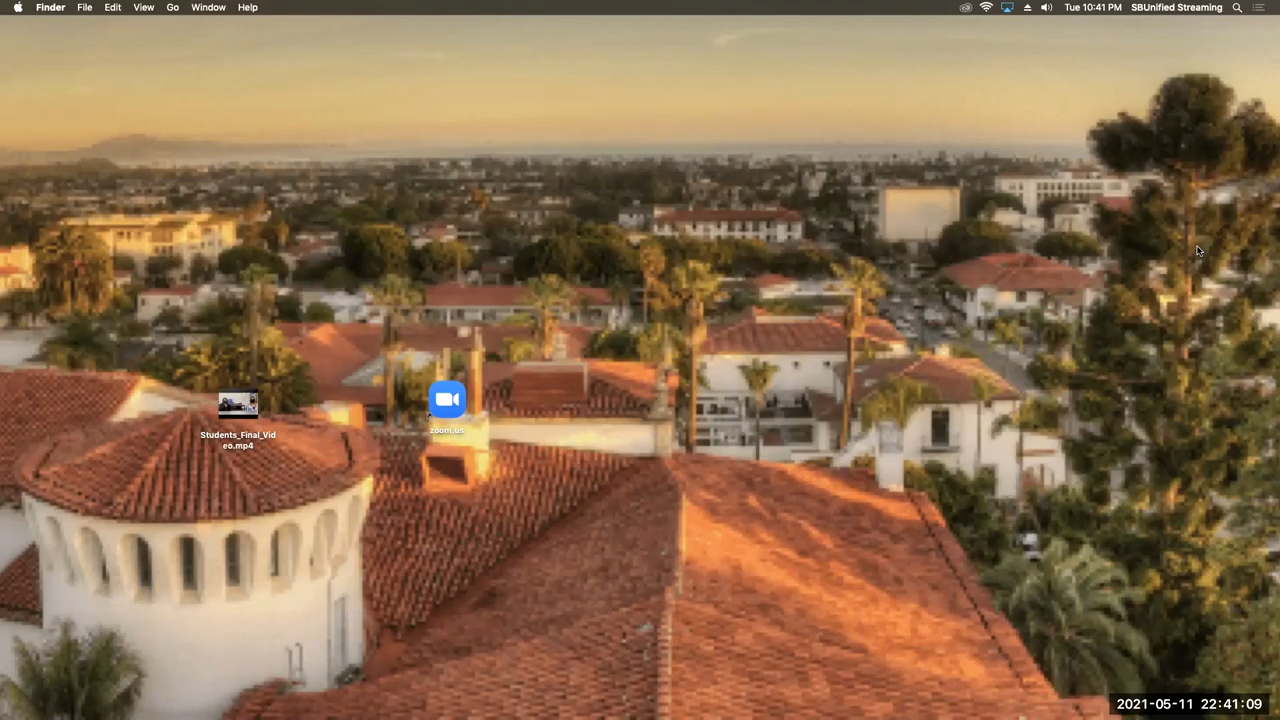 Finder File Edit View Go Window Help Tue 10:41 PM SBUnified Streaming
Students_Final_Vid
eo.mp4
zoom.us
2021-05-11 22:41:09